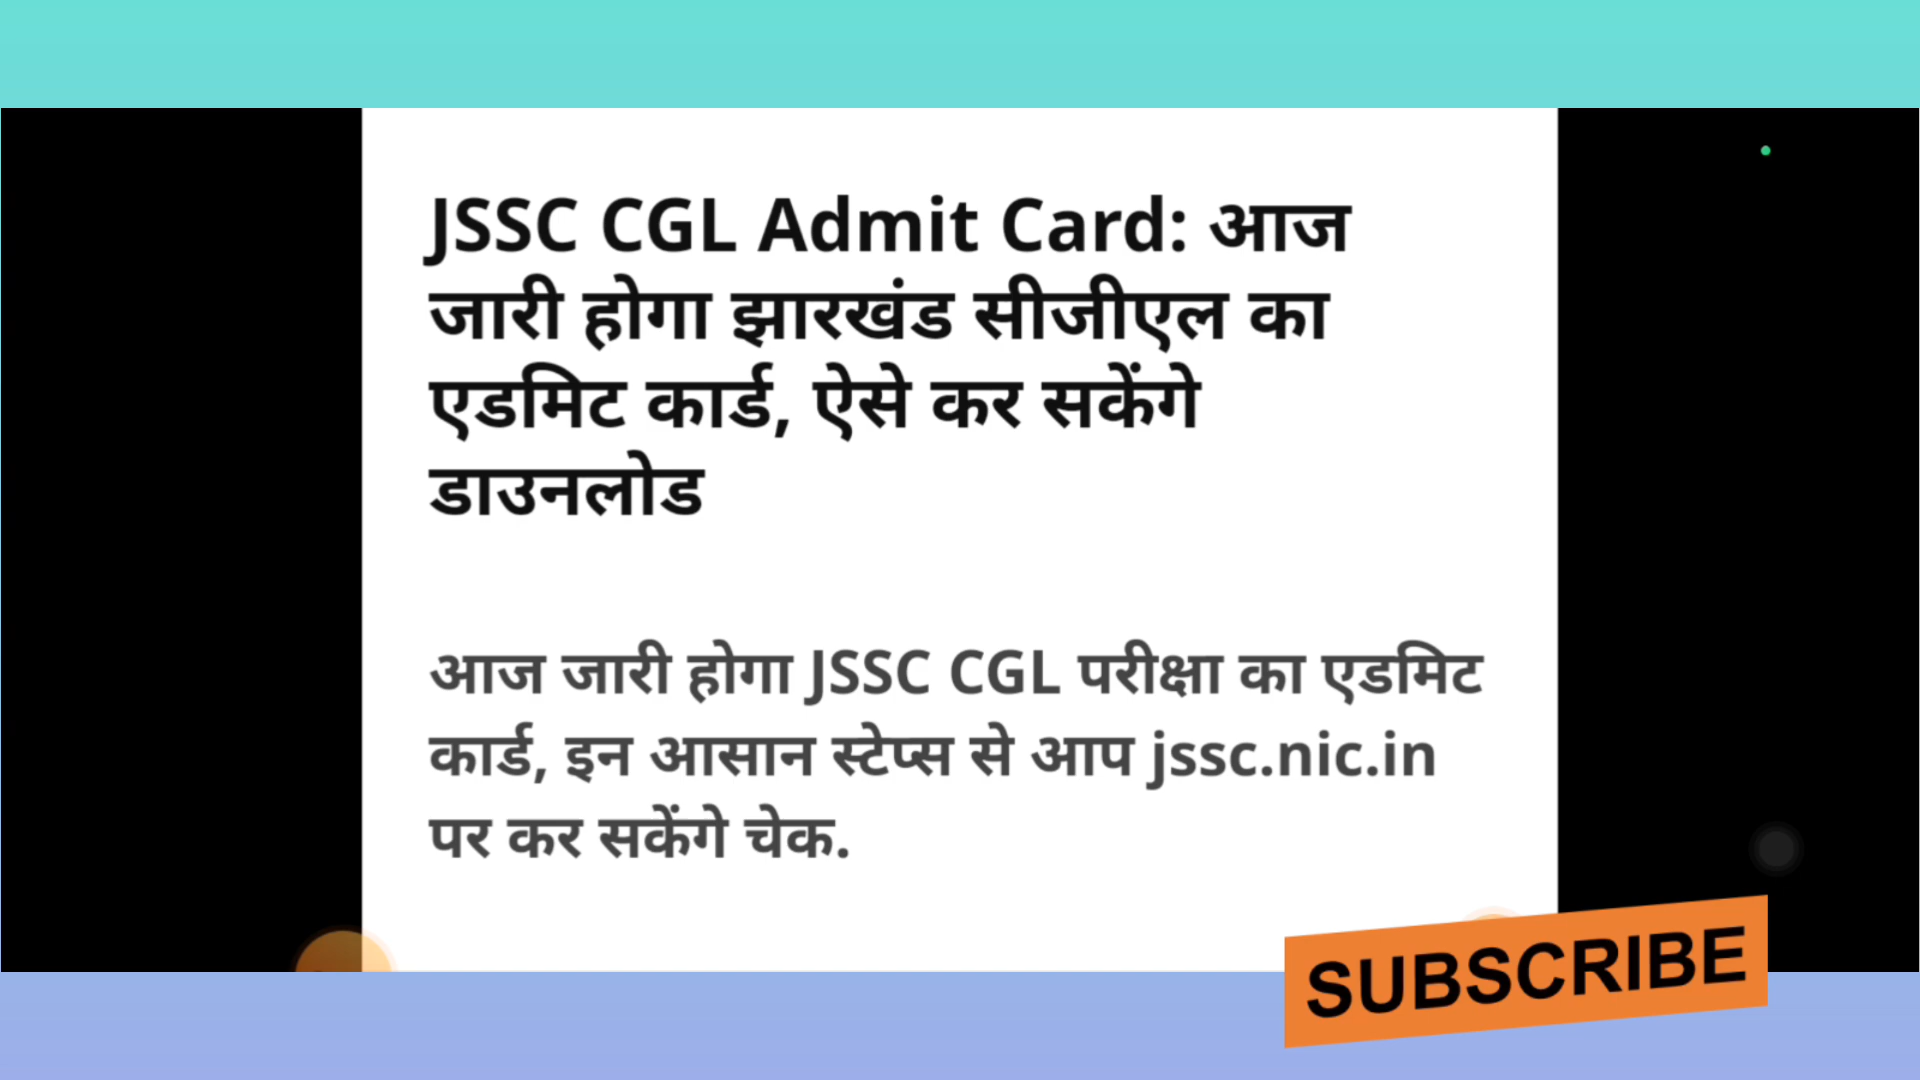 JSSC CGL Admit Card: आज
जारी होगा झारखंड सीजीएल का
एडमिट कार्ड, ऐसे कर सकेंगे
डाउनलोड
आज जारी होगा JSSC CGL परीक्षा का एडमिट
कार्ड, इन आसान स्टेप्स से आप jssc.nic.in
पर कर सकेंगे चेक.
SUBSCRIBE